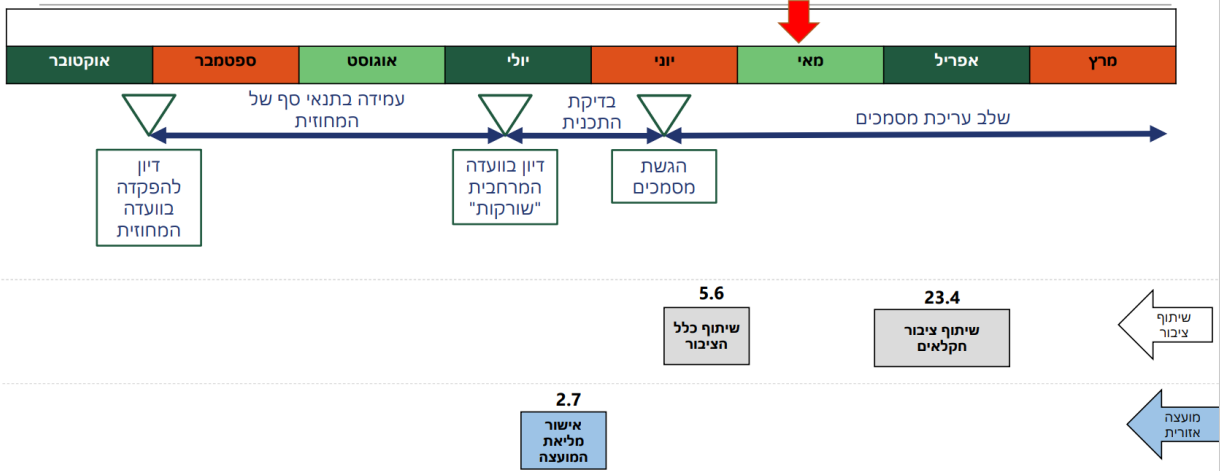 מרץ
אפריל
מאי
יוני
יולי
אוגוסט
ספטמבר
אוקטובר
שלב עריכת מסמכים
בדיקת
התכנית
עמידה בתנאי סף של
המחוזית
הגשת
מסמכים
דיון בוועדה
המרחבית
"שורקות"
דיון
להפקדה
בוועדה
המחוזית
שיתוף
ציבור
23.4
שיתוף ציבור
חקלאים
5.6
שיתוף כלל
הציבור
מועצה
אזורית
2.7
אישור
מליאת
המועצה